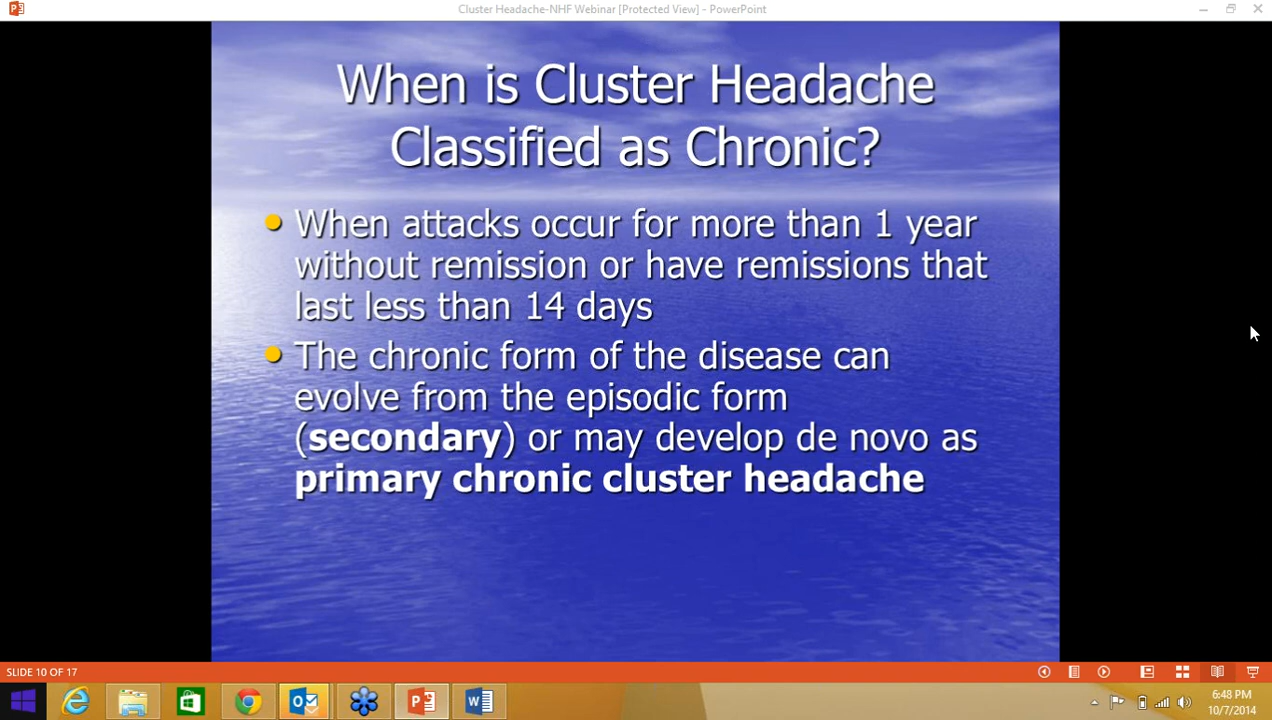 Cluster Headache-NHF Webinar [Protected View] - PowerPoint
When is Cluster Headache
Classified as Chronic?
When attacks occur for more than 1 year
without remission or have remissions that
last less than 14 days
The chronic form of the disease can
evolve from the episodic form
(secondary) or may develop de novo as
primary chronic cluster headache
SLIDE 10 OF 17
6:48 PM
10/7/2014